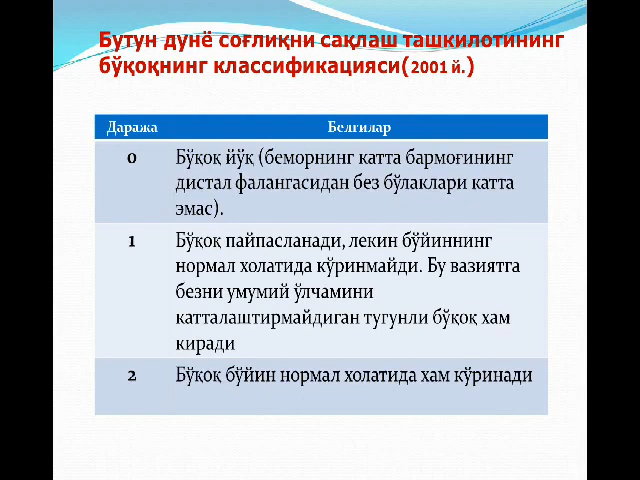 Бутун дунё соғлиқни сақлаш ташкилотининг
бўқоқнинг классификацияси(2001 й.)
Даража Белгилар
0 Бўқоқ йўқ (беморнинг катта бармоғининг
дистал фалангасидан без бўлаклари катта
эмас).
1 Бўқоқ пайпасланади, лекин бўйиннинг
нормал холатида кўринмайди. Бу вазиятга
безни умумий ўлчамини
катталаштирмайдиган тугунли бўқоқ хам
киради
2 Бўқоқ бўйин нормал холатида хам кўринади